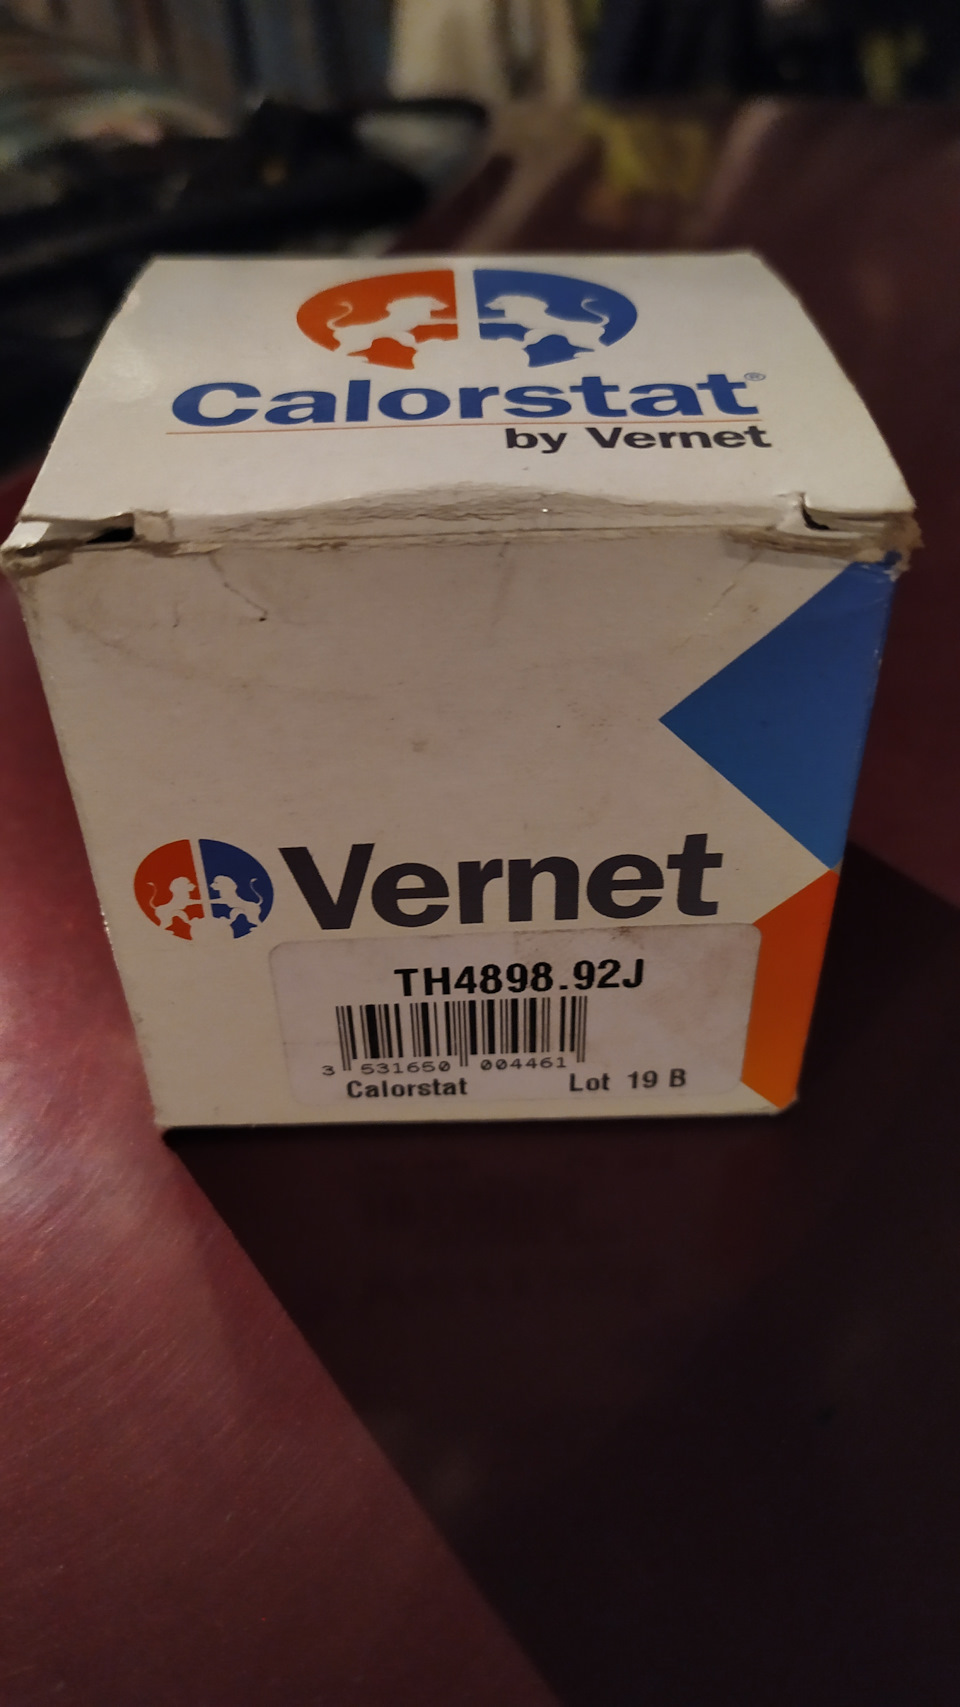 Calorstat®
by Vernet
Vernet
TH4898.92J
3 531650 004461
Calorstat Lot 19 B